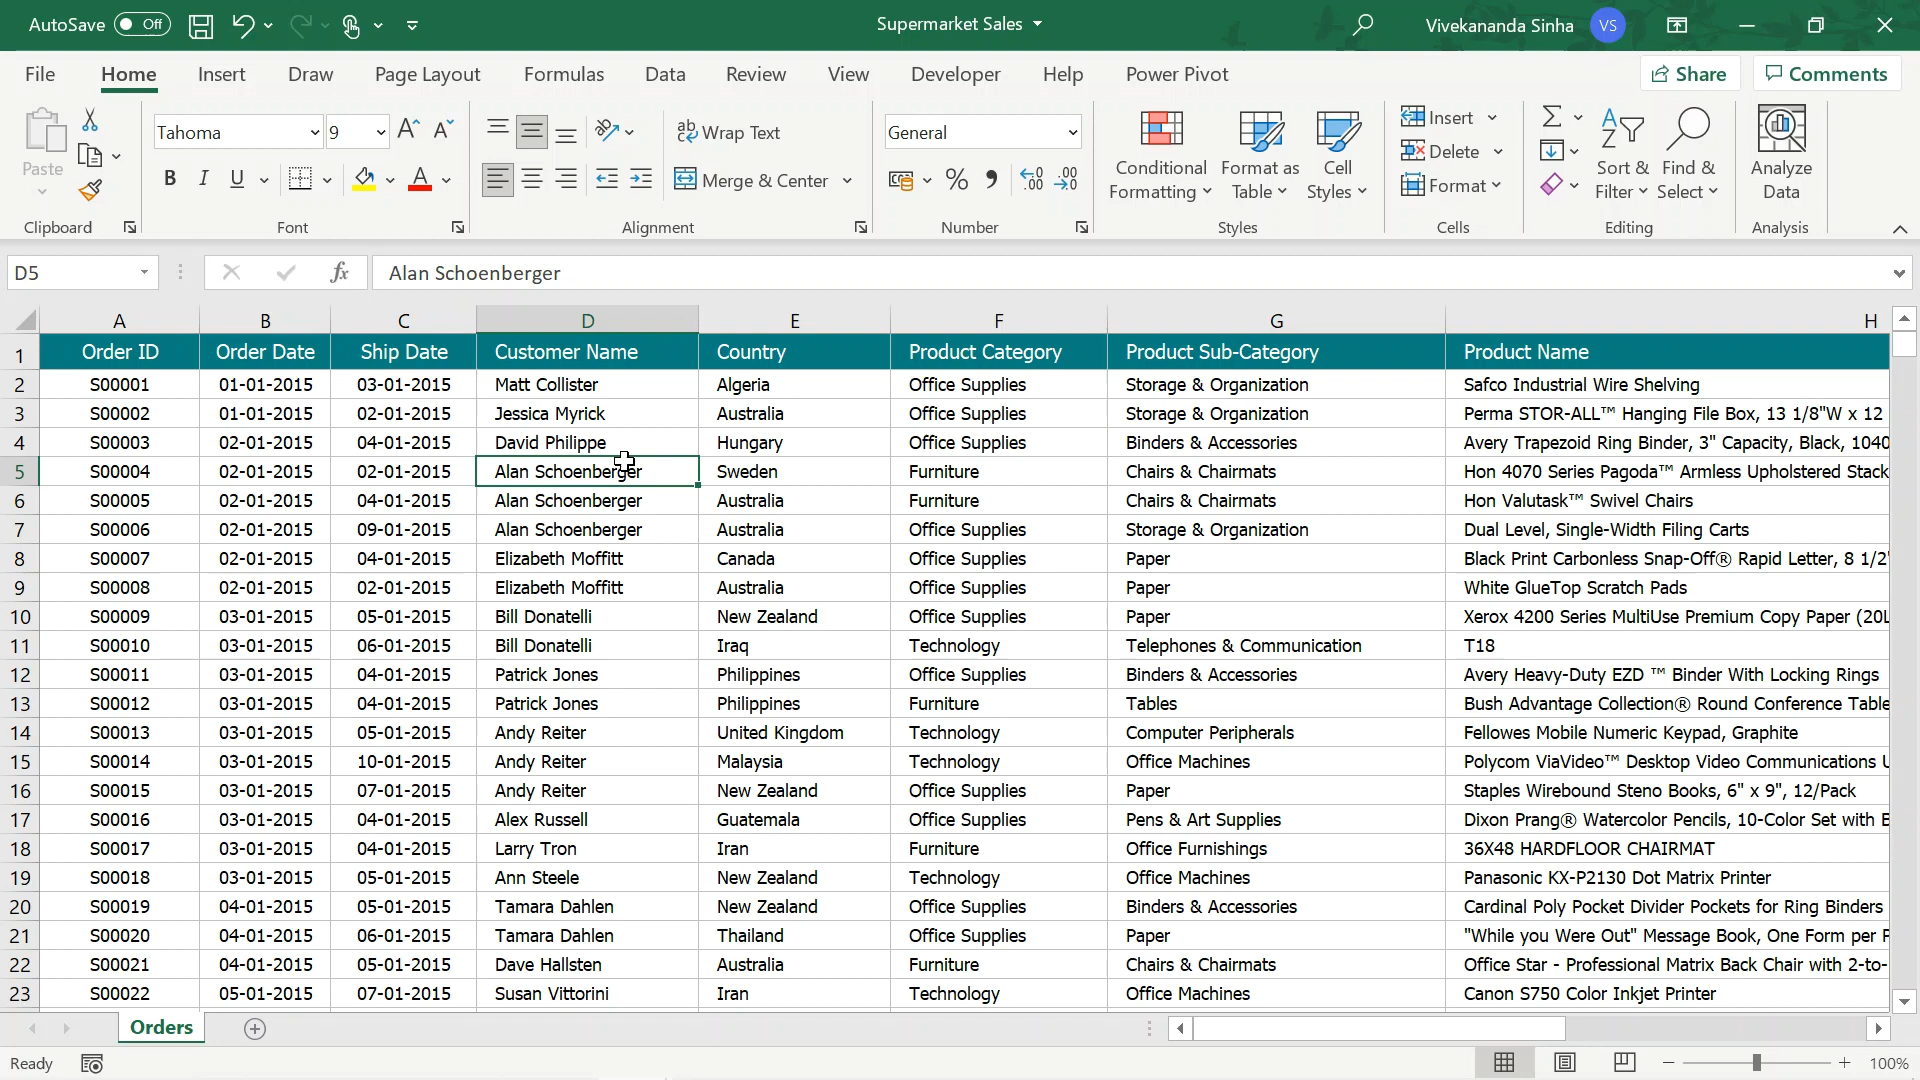 AutoSave Off Supermarket Sales Vivekananda Sinha VS
File Home Insert Draw Page Layout Formulas Data Review View Developer Help Power Pivot Share Comments
Paste
Tahoma 9
B I U
ab Wrap Text
Merge & Center
General
Conditional Formatting
Format as Table
Cell Styles
Insert
Delete
Format
Sort & Filter
Find & Select
Analyze Data
Clipboard Font Alignment Number Styles Cells Editing Analysis
D5 fx Alan Schoenberger
A B C D E F G H
1 Order ID Order Date Ship Date Customer Name Country Product Category Product Sub-Category Product Name
2 S00001 01-01-2015 03-01-2015 Matt Collister Algeria Office Supplies Storage & Organization Safco Industrial Wire Shelving
3 S00002 01-01-2015 02-01-2015 Jessica Myrick Australia Office Supplies Storage & Organization Perma STOR-ALL™ Hanging File Box, 13 1/8"W x 12
4 S00003 02-01-2015 04-01-2015 David Philippe Hungary Office Supplies Binders & Accessories Avery Trapezoid Ring Binder, 3" Capacity, Black, 1040
5 S00004 02-01-2015 02-01-2015 Alan Schoenberger Sweden Furniture Chairs & Chairmats Hon 4070 Series Pagoda™ Armless Upholstered Stack
6 S00005 02-01-2015 04-01-2015 Alan Schoenberger Australia Furniture Chairs & Chairmats Hon Valutask™ Swivel Chairs
7 S00006 02-01-2015 09-01-2015 Alan Schoenberger Australia Office Supplies Storage & Organization Dual Level, Single-Width Filing Carts
8 S00007 02-01-2015 04-01-2015 Elizabeth Moffitt Canada Office Supplies Paper Black Print Carbonless Snap-Off® Rapid Letter, 8 1/2"
9 S00008 02-01-2015 02-01-2015 Elizabeth Moffitt Australia Office Supplies Paper White GlueTop Scratch Pads
10 S00009 03-01-2015 05-01-2015 Bill Donatelli New Zealand Office Supplies Paper Xerox 4200 Series MultiUse Premium Copy Paper (20L
11 S00010 03-01-2015 06-01-2015 Bill Donatelli Iraq Technology Telephones & Communication T18
12 S00011 03-01-2015 04-01-2015 Patrick Jones Philippines Office Supplies Binders & Accessories Avery Heavy-Duty EZD ™ Binder With Locking Rings
13 S00012 03-01-2015 04-01-2015 Patrick Jones Philippines Furniture Tables Bush Advantage Collection® Round Conference Table
14 S00013 03-01-2015 05-01-2015 Andy Reiter United Kingdom Technology Computer Peripherals Fellowes Mobile Numeric Keypad, Graphite
15 S00014 03-01-2015 10-01-2015 Andy Reiter Malaysia Technology Office Machines Polycom ViaVideo™ Desktop Video Communications U
16 S00015 03-01-2015 07-01-2015 Andy Reiter New Zealand Office Supplies Paper Staples Wirebound Steno Books, 6" x 9", 12/Pack
17 S00016 03-01-2015 04-01-2015 Alex Russell Guatemala Office Supplies Pens & Art Supplies Dixon Prang® Watercolor Pencils, 10-Color Set with B
18 S00017 03-01-2015 04-01-2015 Larry Tron Iran Furniture Office Furnishings 36X48 HARDFLOOR CHAIRMAT
19 S00018 03-01-2015 05-01-2015 Ann Steele New Zealand Technology Office Machines Panasonic KX-P2130 Dot Matrix Printer
20 S00019 04-01-2015 05-01-2015 Tamara Dahlen New Zealand Office Supplies Binders & Accessories Cardinal Poly Pocket Divider Pockets for Ring Binders
21 S00020 04-01-2015 06-01-2015 Tamara Dahlen Thailand Office Supplies Paper "While you Were Out" Message Book, One Form per P
22 S00021 04-01-2015 05-01-2015 Dave Hallsten Australia Furniture Chairs & Chairmats Office Star - Professional Matrix Back Chair with 2-to-
23 S00022 05-01-2015 07-01-2015 Susan Vittorini Iran Technology Office Machines Canon S750 Color Inkjet Printer
Orders
Ready 100%